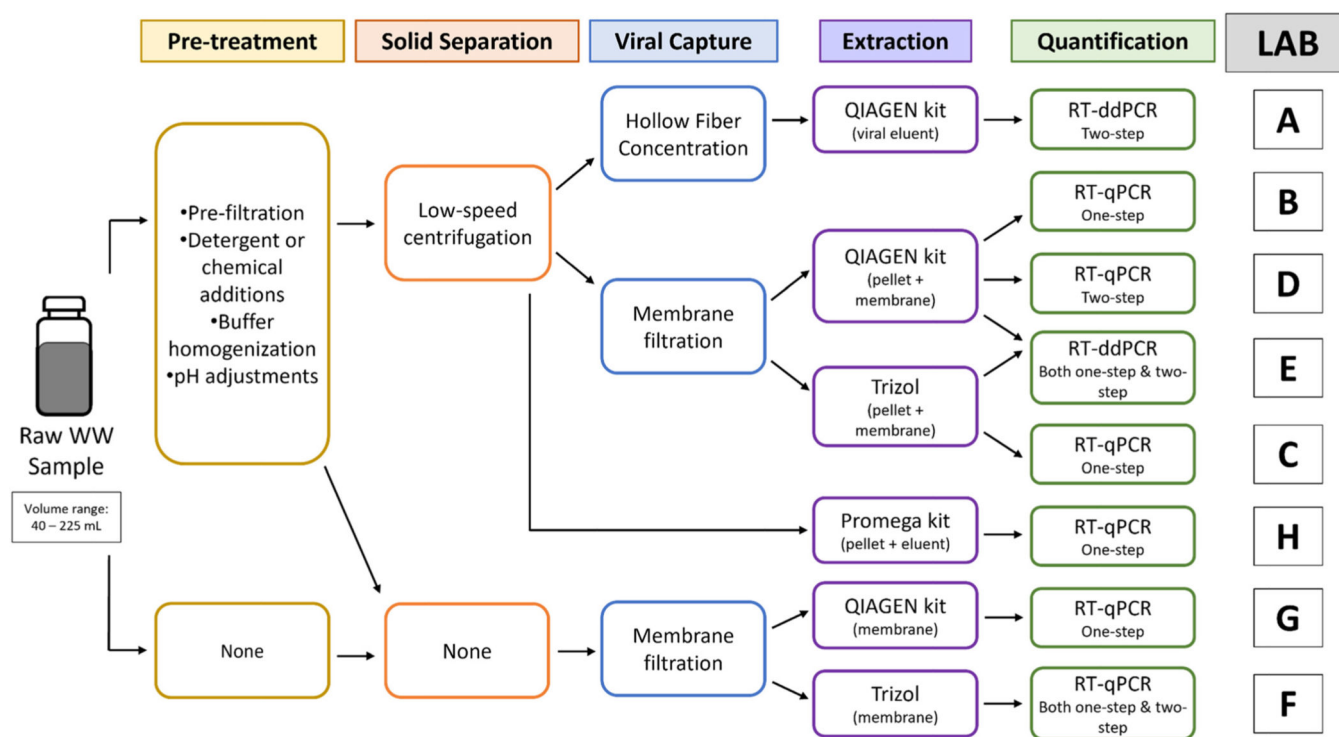 Pre-treatment
Solid Separation
Viral Capture
Extraction
Quantification
LAB
Raw WW
Sample
Volume range:
40 – 225 mL
•Pre-filtration
•Detergent or
chemical
additions
•Buffer
homogenization
•pH adjustments
None
Low-speed
centrifugation
None
Hollow Fiber
Concentration
Membrane
filtration
Membrane
filtration
QIAGEN kit
(viral eluent)
QIAGEN kit
(pellet +
membrane)
Trizol
(pellet +
membrane)
Promega kit
(pellet + eluent)
QIAGEN kit
(membrane)
Trizol
(membrane)
RT-ddPCR
Two-step
RT-qPCR
One-step
RT-qPCR
Two-step
RT-ddPCR
Both one-step & two-
step
RT-qPCR
One-step
RT-qPCR
One-step
RT-qPCR
One-step
RT-qPCR
Both one-step & two-
step
A
B
D
E
C
H
G
F